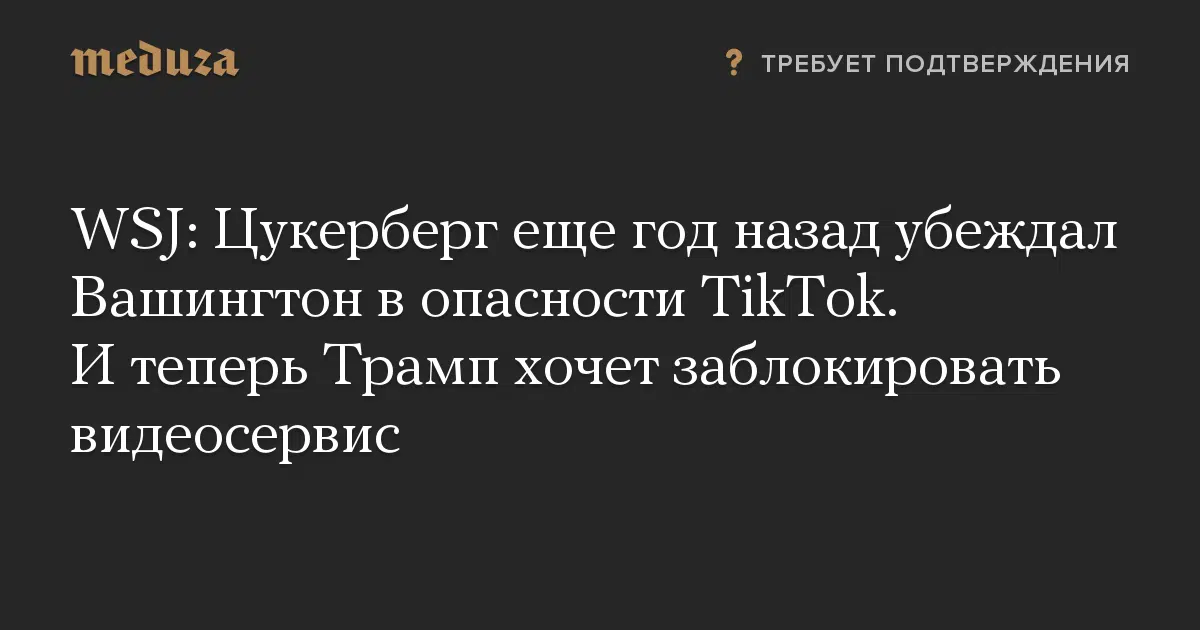 meduza
? ТРЕБУЕТ ПОДТВЕРЖДЕНИЯ
WSJ: Цукерберг еще год назад убеждал
Вашингтон в опасности TikTok.
И теперь Трамп хочет заблокировать
видеосервис